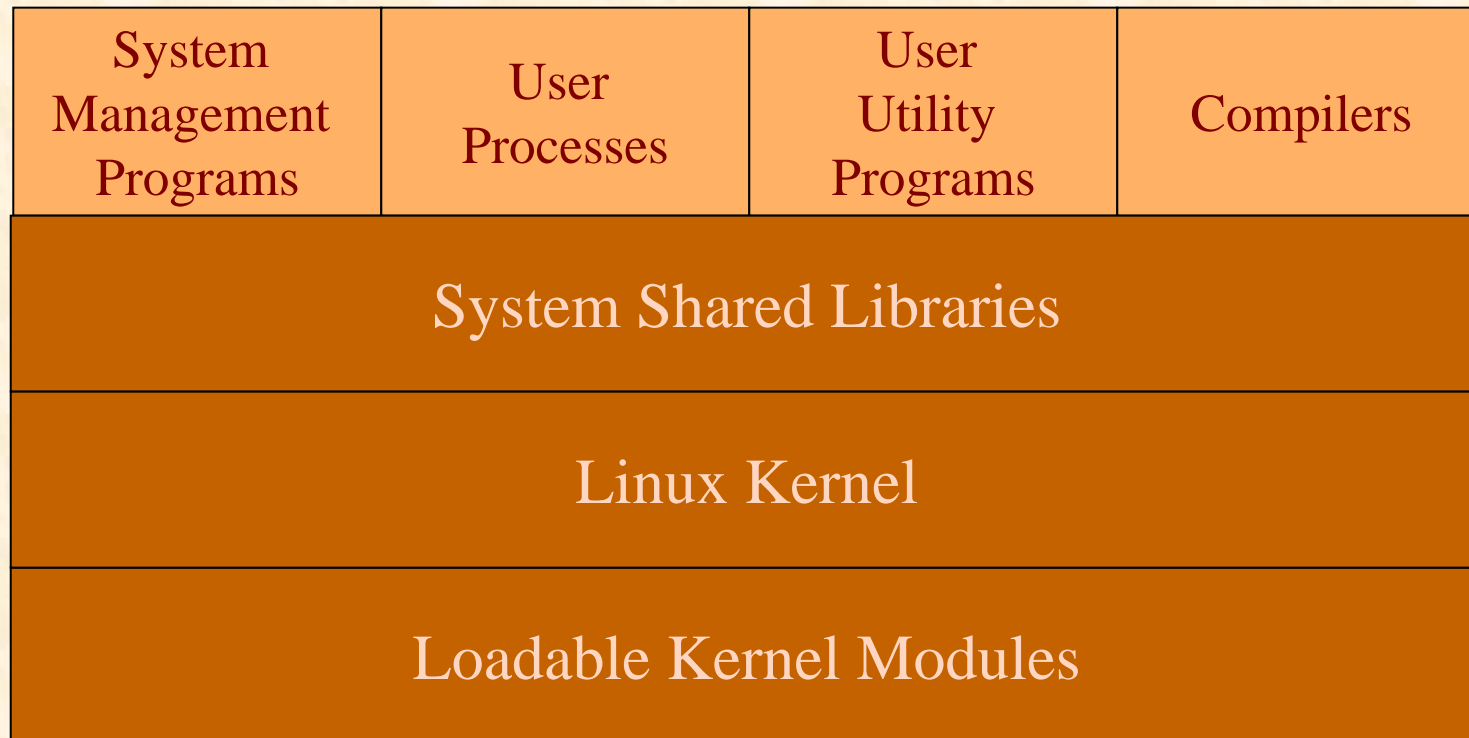 System
Management
Programs
User
Processes
User
Utility
Programs
Compilers
System Shared Libraries
Linux Kernel
Loadable Kernel Modules